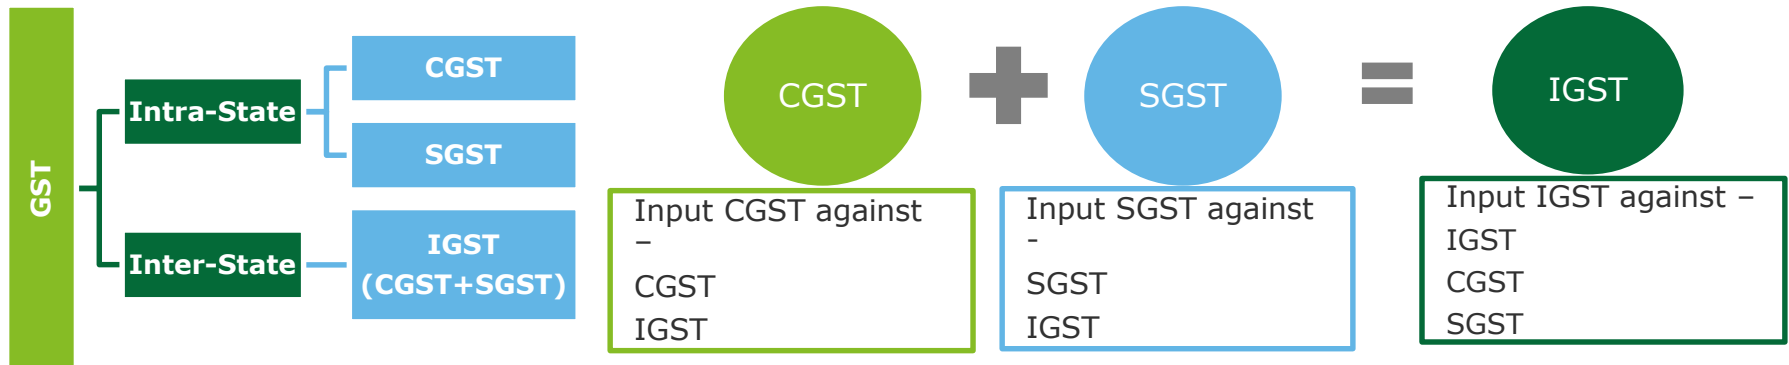 GST
Intra-State
CGST
SGST
Inter-State
IGST
(CGST+SGST)
CGST
SGST
IGST
Input CGST against
–
CGST
IGST
Input SGST against
-
SGST
IGST
Input IGST against –
IGST
CGST
SGST